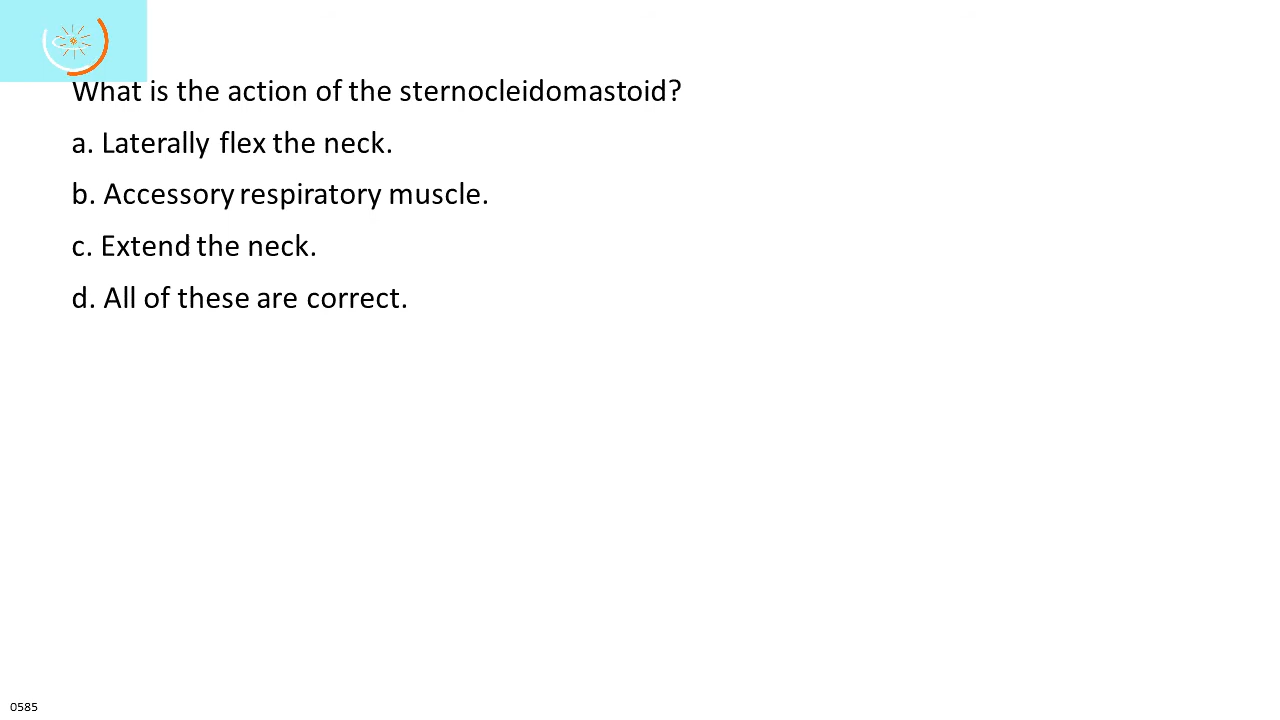 What is the action of the sternocleidomastoid?
a. Laterally flex the neck.
b. Accessory respiratory muscle.
c. Extend the neck.
d. All of these are correct.
0585